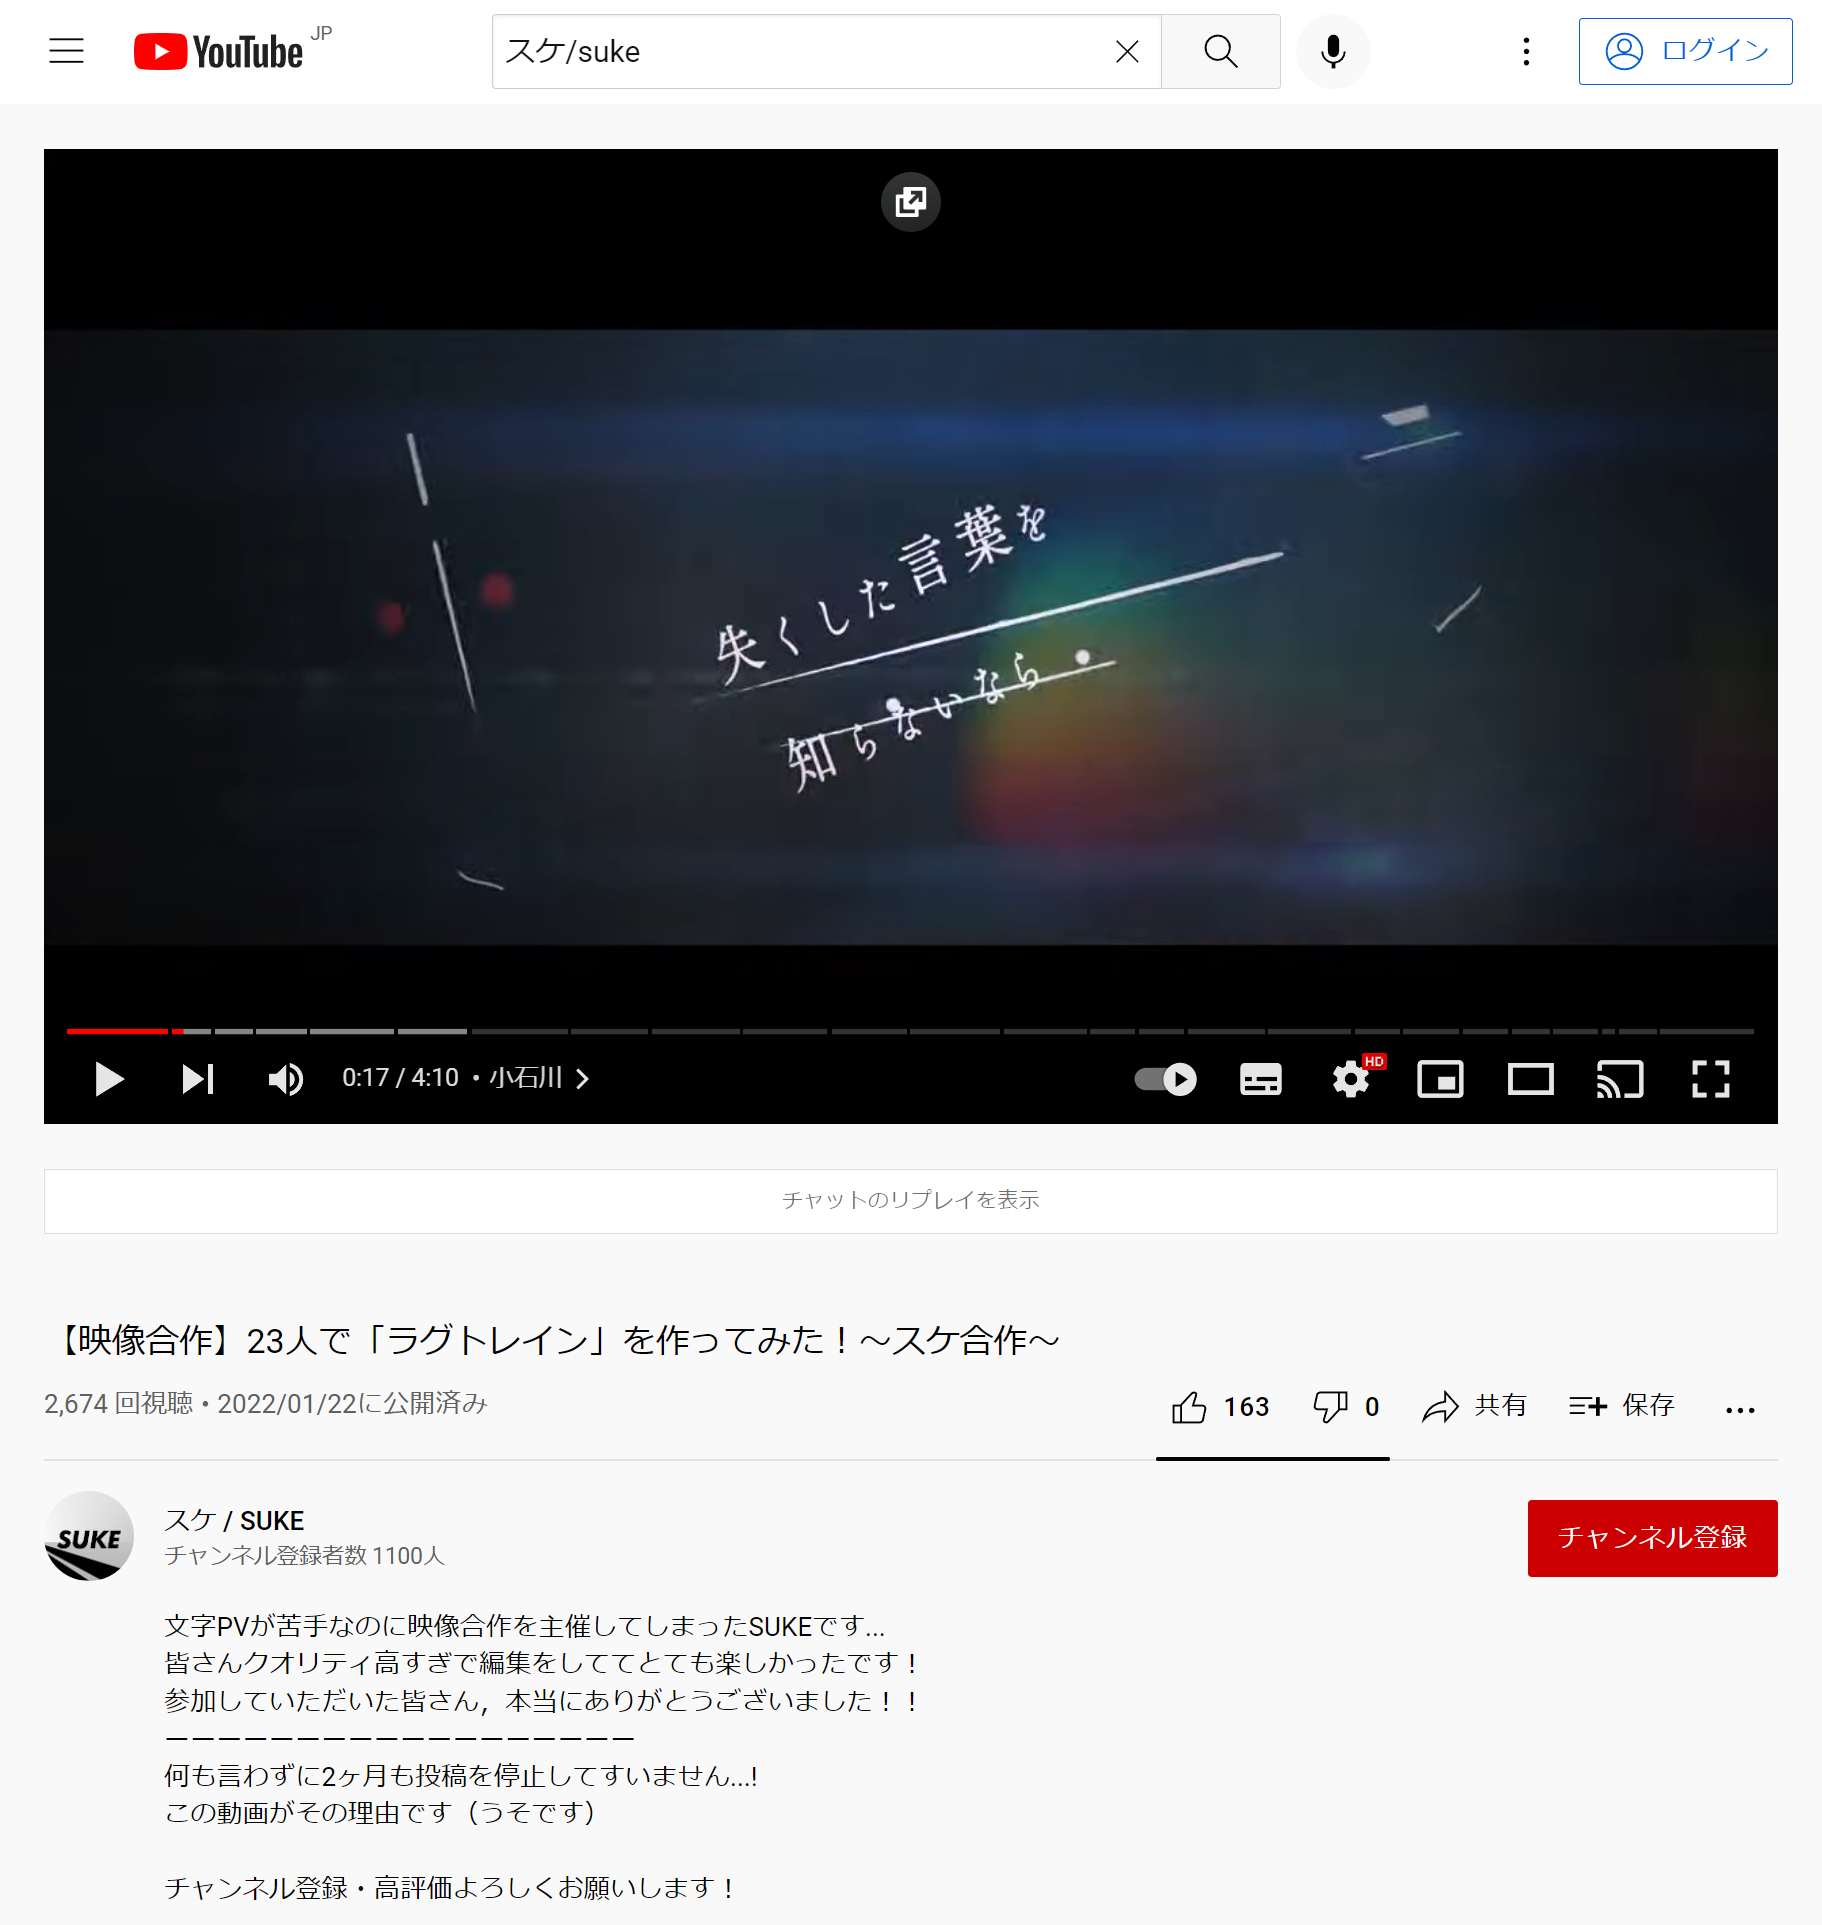 YouTube JP
スケ/suke
ログイン
失くした言葉を
知らないなら
0:17 / 4:10 ・小石川
HD
チャットのリプレイを表示
【映像合作】23人で「ラグトレイン」を作ってみた！～スケ合作～
2,674 回視聴・2022/01/22に公開済み
163 0 共有 保存
SUKE
スケ / SUKE
チャンネル登録者数 1100人
チャンネル登録
文字PVが苦手なのに映像合作を主催してしまったSUKEです...
皆さんクオリティ高すぎで編集をしててとても楽しかったです！
参加していただいた皆さん，本当にありがとうございました！！
ーーーーーーーーーーーーーーーーーー
何も言わずに2ヶ月も投稿を停止してすいません...!
この動画がその理由です（うそです）
チャンネル登録・高評価よろしくお願いします！